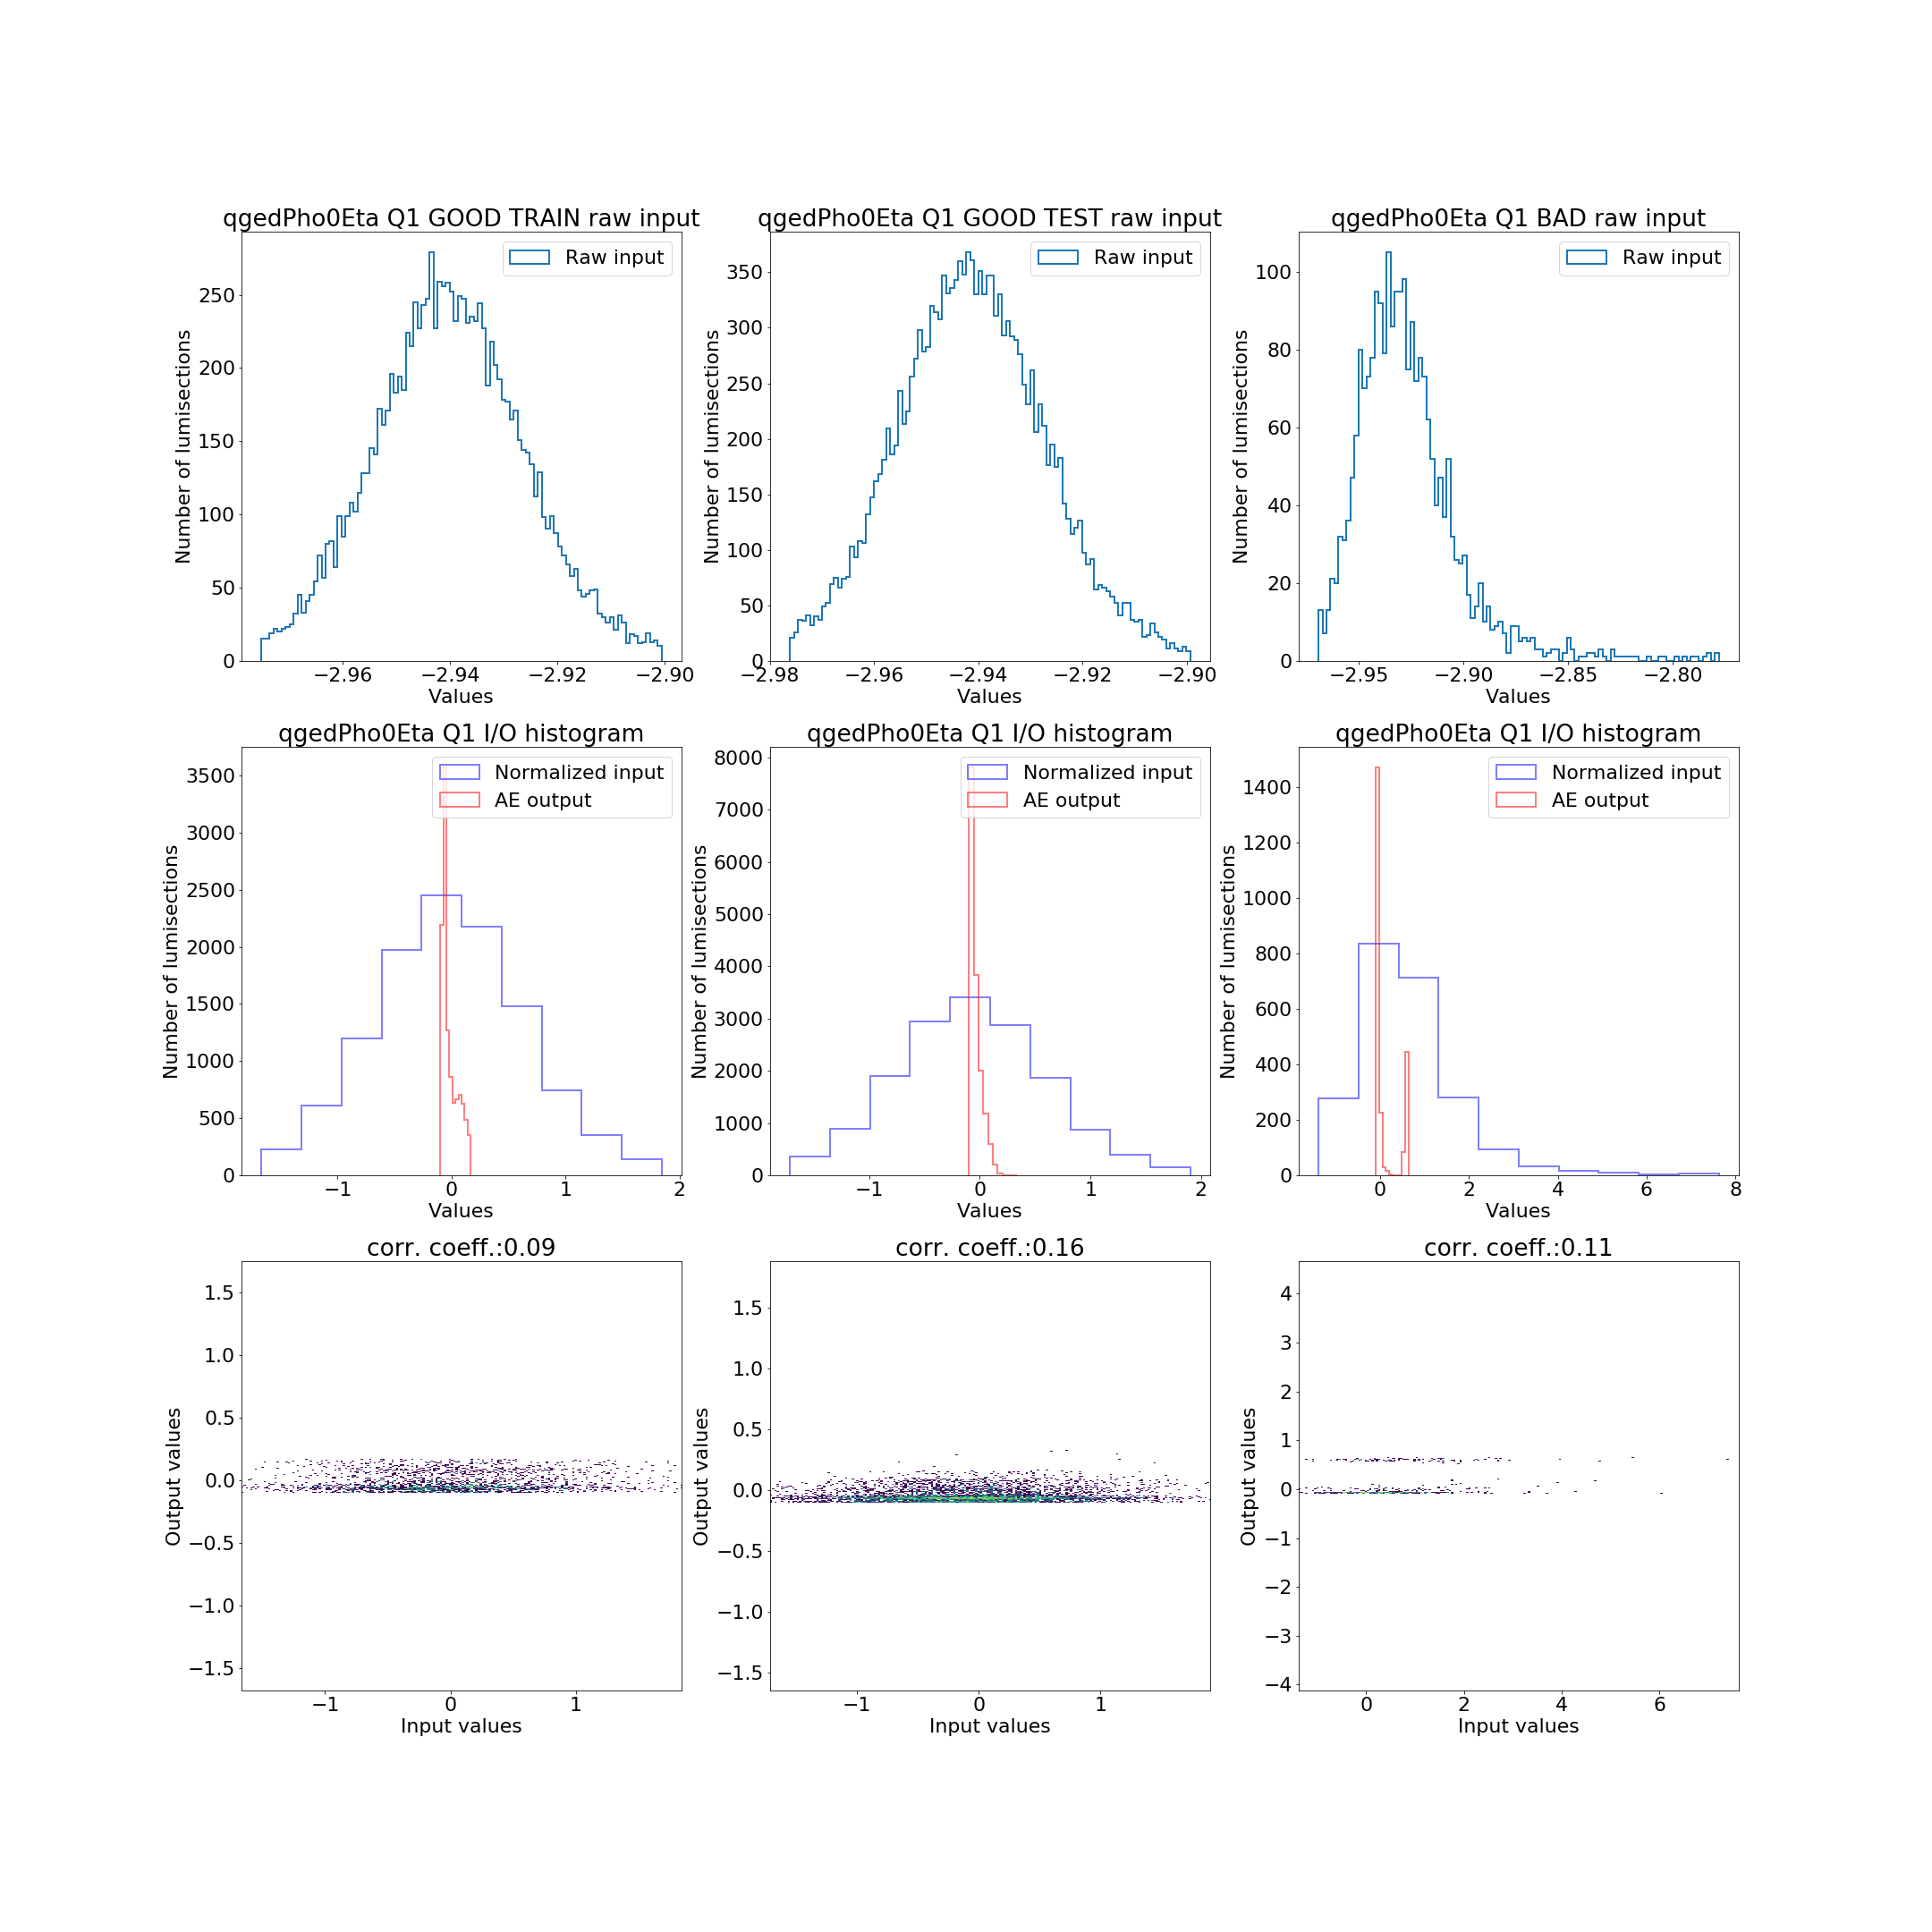 qgedPho0Eta Q1 GOOD TRAIN raw input
Raw input
Number of lumisections
250
200
150
100
50
0
−2.96
−2.94
−2.92
−2.90
Values
qgedPho0Eta Q1 GOOD TEST raw input
Raw input
Number of lumisections
350
300
250
200
150
100
50
0
−2.98
−2.96
−2.94
−2.92
−2.90
Values
qgedPho0Eta Q1 BAD raw input
Raw input
Number of lumisections
100
80
60
40
20
0
−2.95
−2.90
−2.85
−2.80
Values
qgedPho0Eta Q1 I/O histogram
Normalized input
AE output
Number of lumisections
3500
3000
2500
2000
1500
1000
500
0
−1
0
1
2
Values
qgedPho0Eta Q1 I/O histogram
Normalized input
AE output
Number of lumisections
8000
7000
6000
5000
4000
3000
2000
1000
0
−1
0
1
2
Values
qgedPho0Eta Q1 I/O histogram
Normalized input
AE output
Number of lumisections
1400
1200
1000
800
600
400
200
0
0
2
4
6
8
Values
corr. coeff.:0.09
Output values
1.5
1.0
0.5
0.0
−0.5
−1.0
−1.5
−1
0
1
Input values
corr. coeff.:0.16
Output values
1.5
1.0
0.5
0.0
−0.5
−1.0
−1.5
−1
0
1
Input values
corr. coeff.:0.11
Output values
4
3
2
1
0
−1
−2
−3
−4
0
2
4
6
Input values